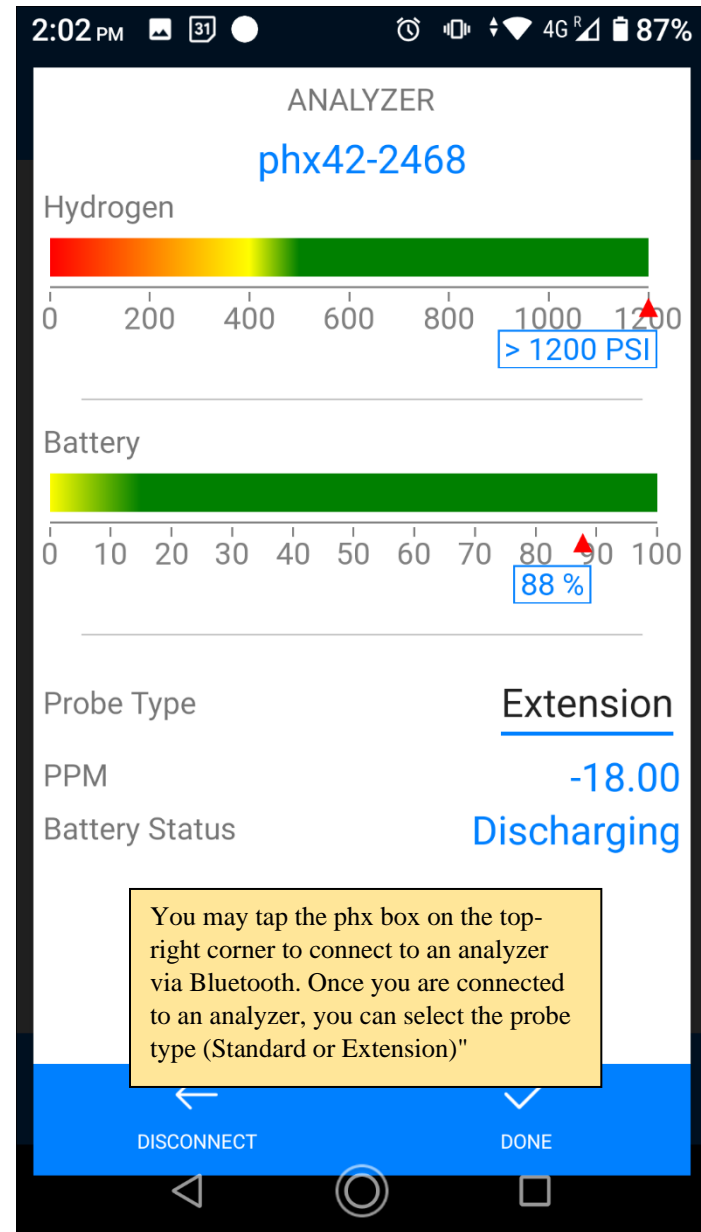 2:02 PM 31 4G R 87%
ANALYZER
phx42-2468
Hydrogen
0 200 400 600 800 1000 1200
> 1200 PSI
Battery
0 10 20 30 40 50 60 70 80 90 100
88 %
Probe Type Extension
PPM -18.00
Battery Status Discharging
You may tap the phx box on the top-
right corner to connect to an analyzer
via Bluetooth. Once you are connected
to an analyzer, you can select the probe
type (Standard or Extension)"
DISCONNECT DONE